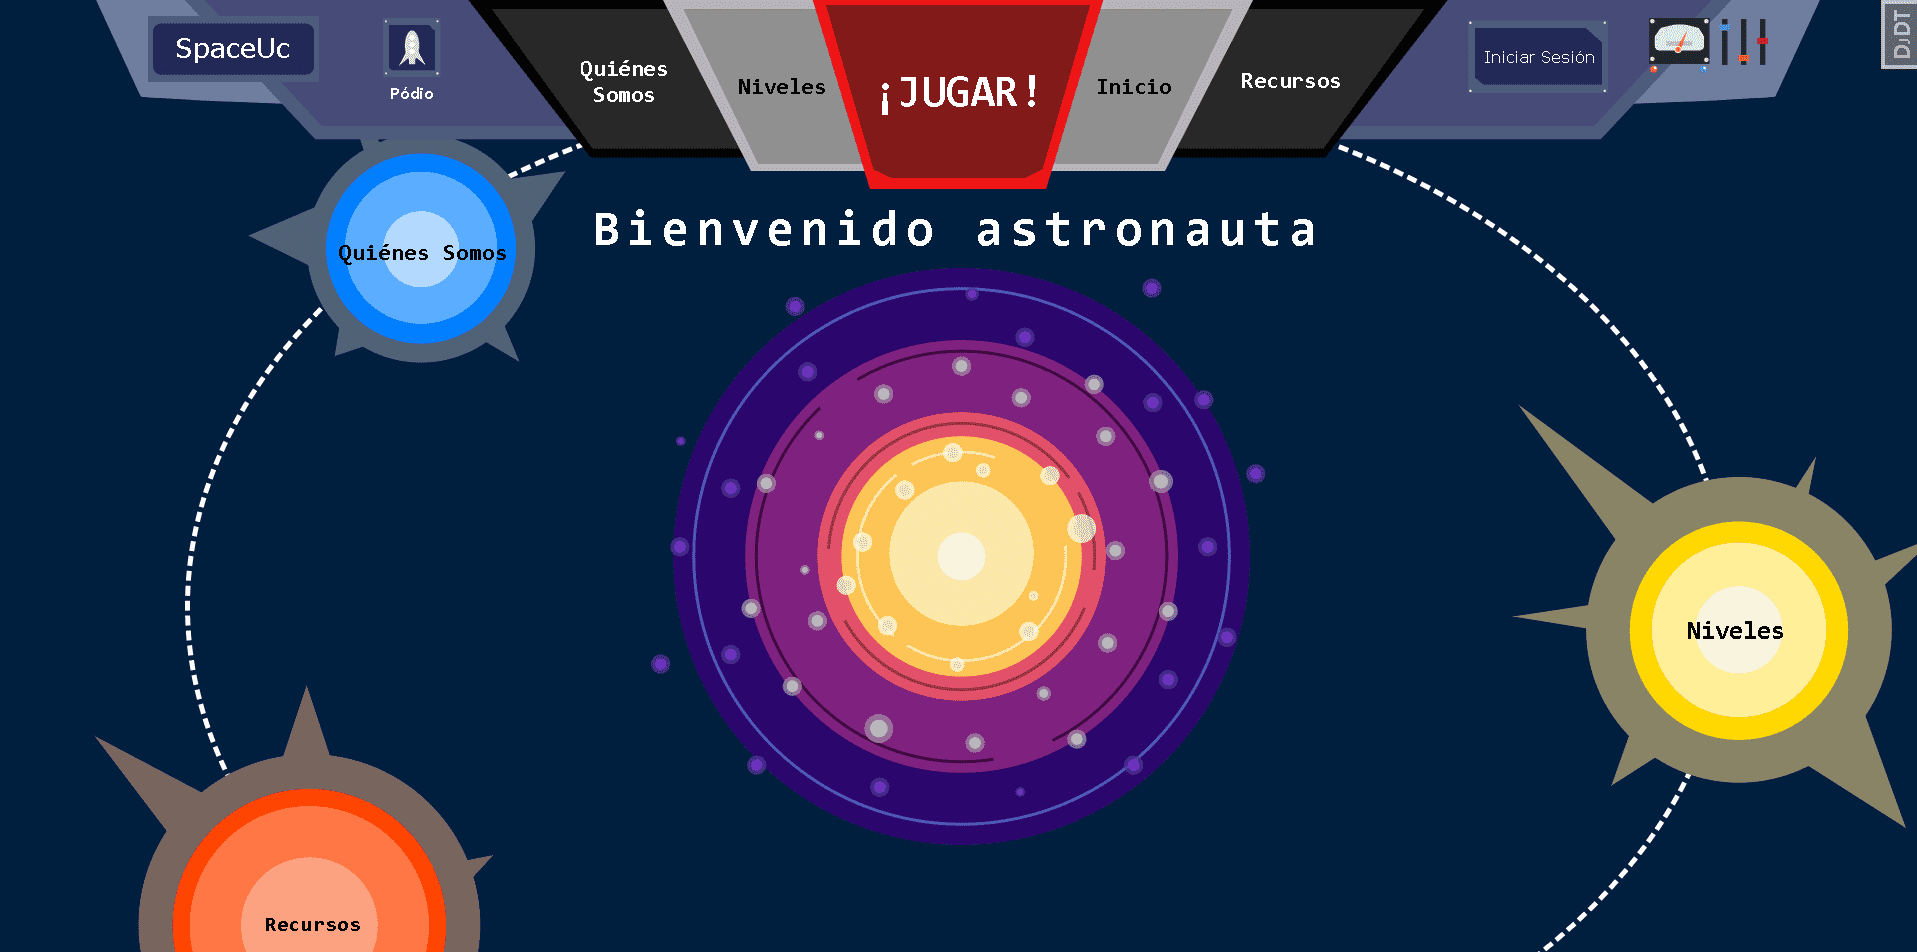 SpaceUc
Pódio
Quiénes
Somos
Niveles
¡JUGAR!
Inicio
Recursos
Iniciar Sesión
DJDT
Bienvenido astronauta
Quiénes Somos
Niveles
Recursos